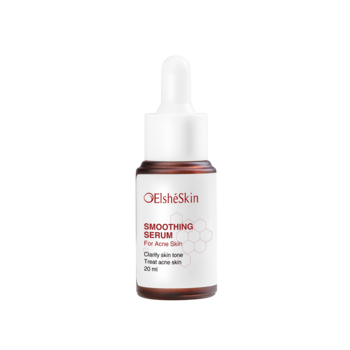 ElshéSkin
SMOOTHING
SERUM
For Acne Skin
Clarify skin tone
Treat acne skin
20 ml